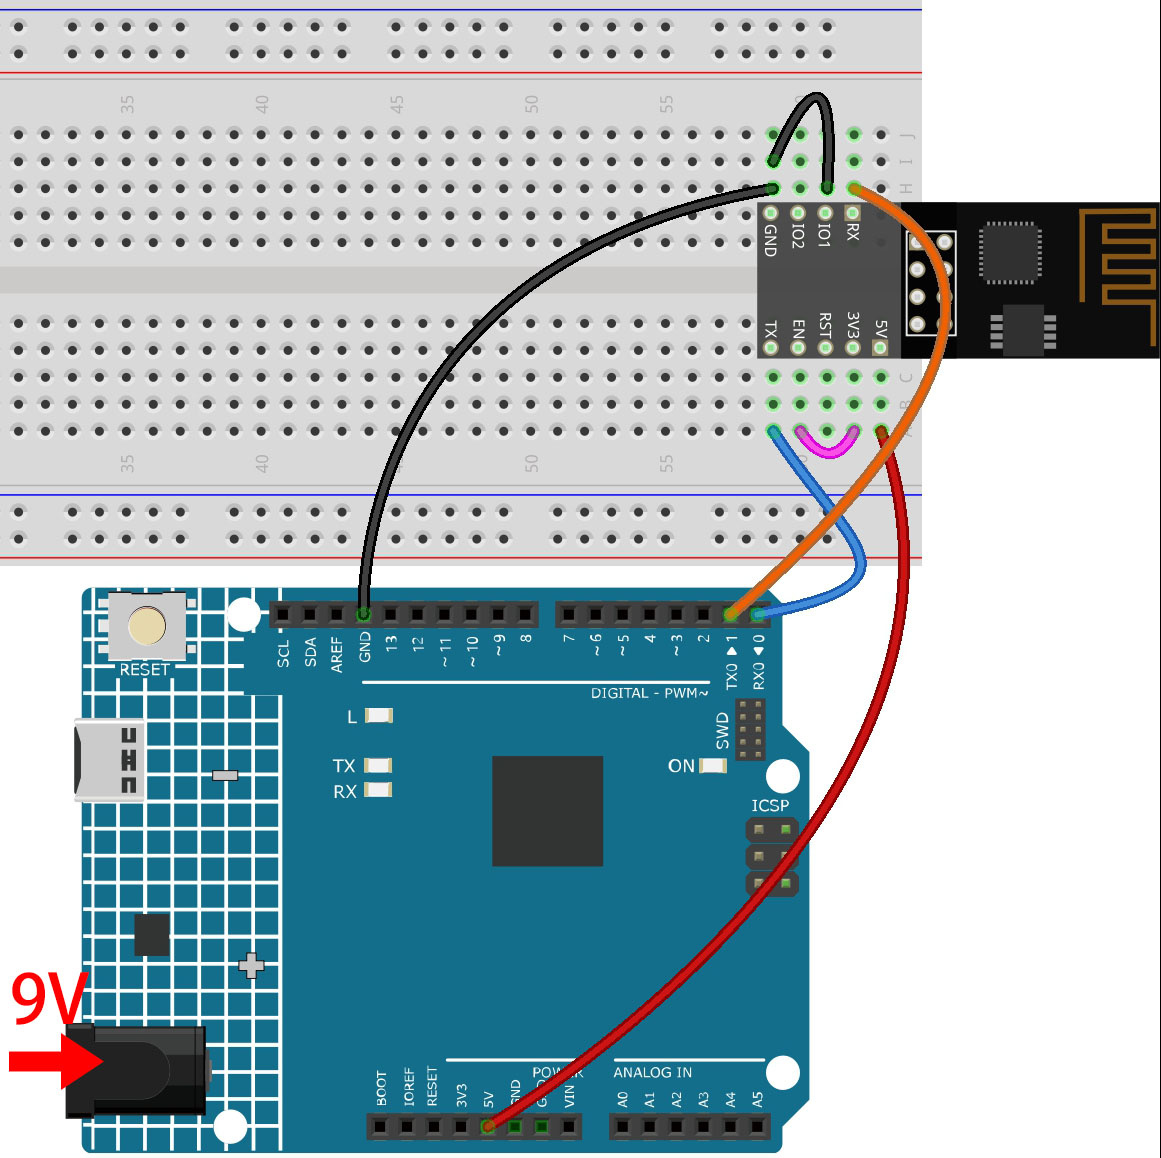 35 40 45 50 55
J
I
H
GND IO2 IO1 RX
TX EN RST 3V3 5V
C
B
35 40 50 55
RESET
SCL SDA AREF GND 13 12 ~11 ~10 ~9 8 7 ~6 ~5 4 ~3 2 TX0 ▶ 1 RX0 ◀ 0
DIGITAL - PWM~
L
SWD
TX
ON
RX
ICSP
9V
POWER
ANALOG IN
BOOT IOREF RESET 3V3 5V GND GND VIN A0 A1 A2 A3 A4 A5